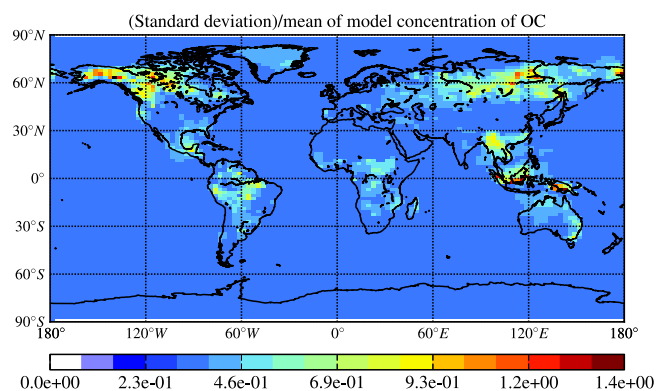 (Standard deviation)/mean of model concentration of OC
90°N
60°N
30°N
0°
30°S
60°S
90°S
180° 120°W 60°W 0° 60°E 120°E 180°
0.0e+00 2.3e-01 4.6e-01 6.9e-01 9.3e-01 1.2e+00 1.4e+00